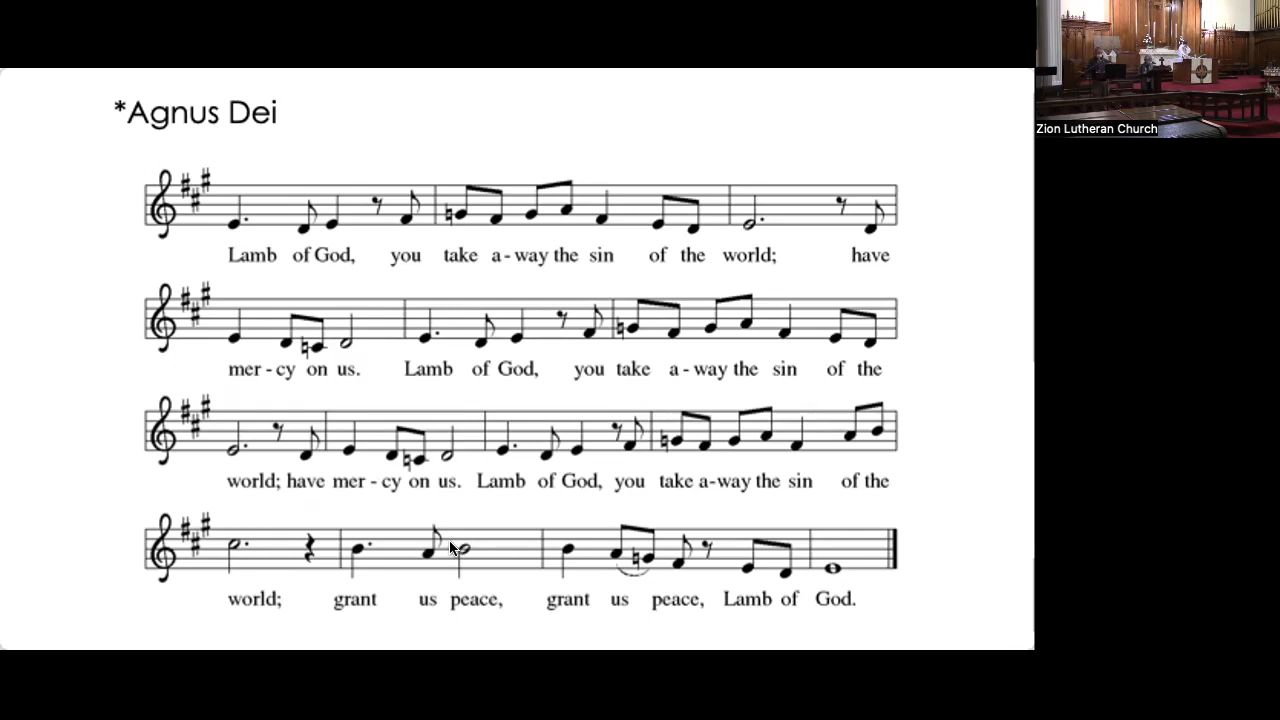 *Agnus Dei
Lamb of God, you take a - way the sin of the world; have
mer - cy on us. Lamb of God, you take a - way the sin of the
world; have mer - cy on us. Lamb of God, you take a-way the sin of the
world; grant us peace, grant us peace, Lamb of God.
Zion Lutheran Church